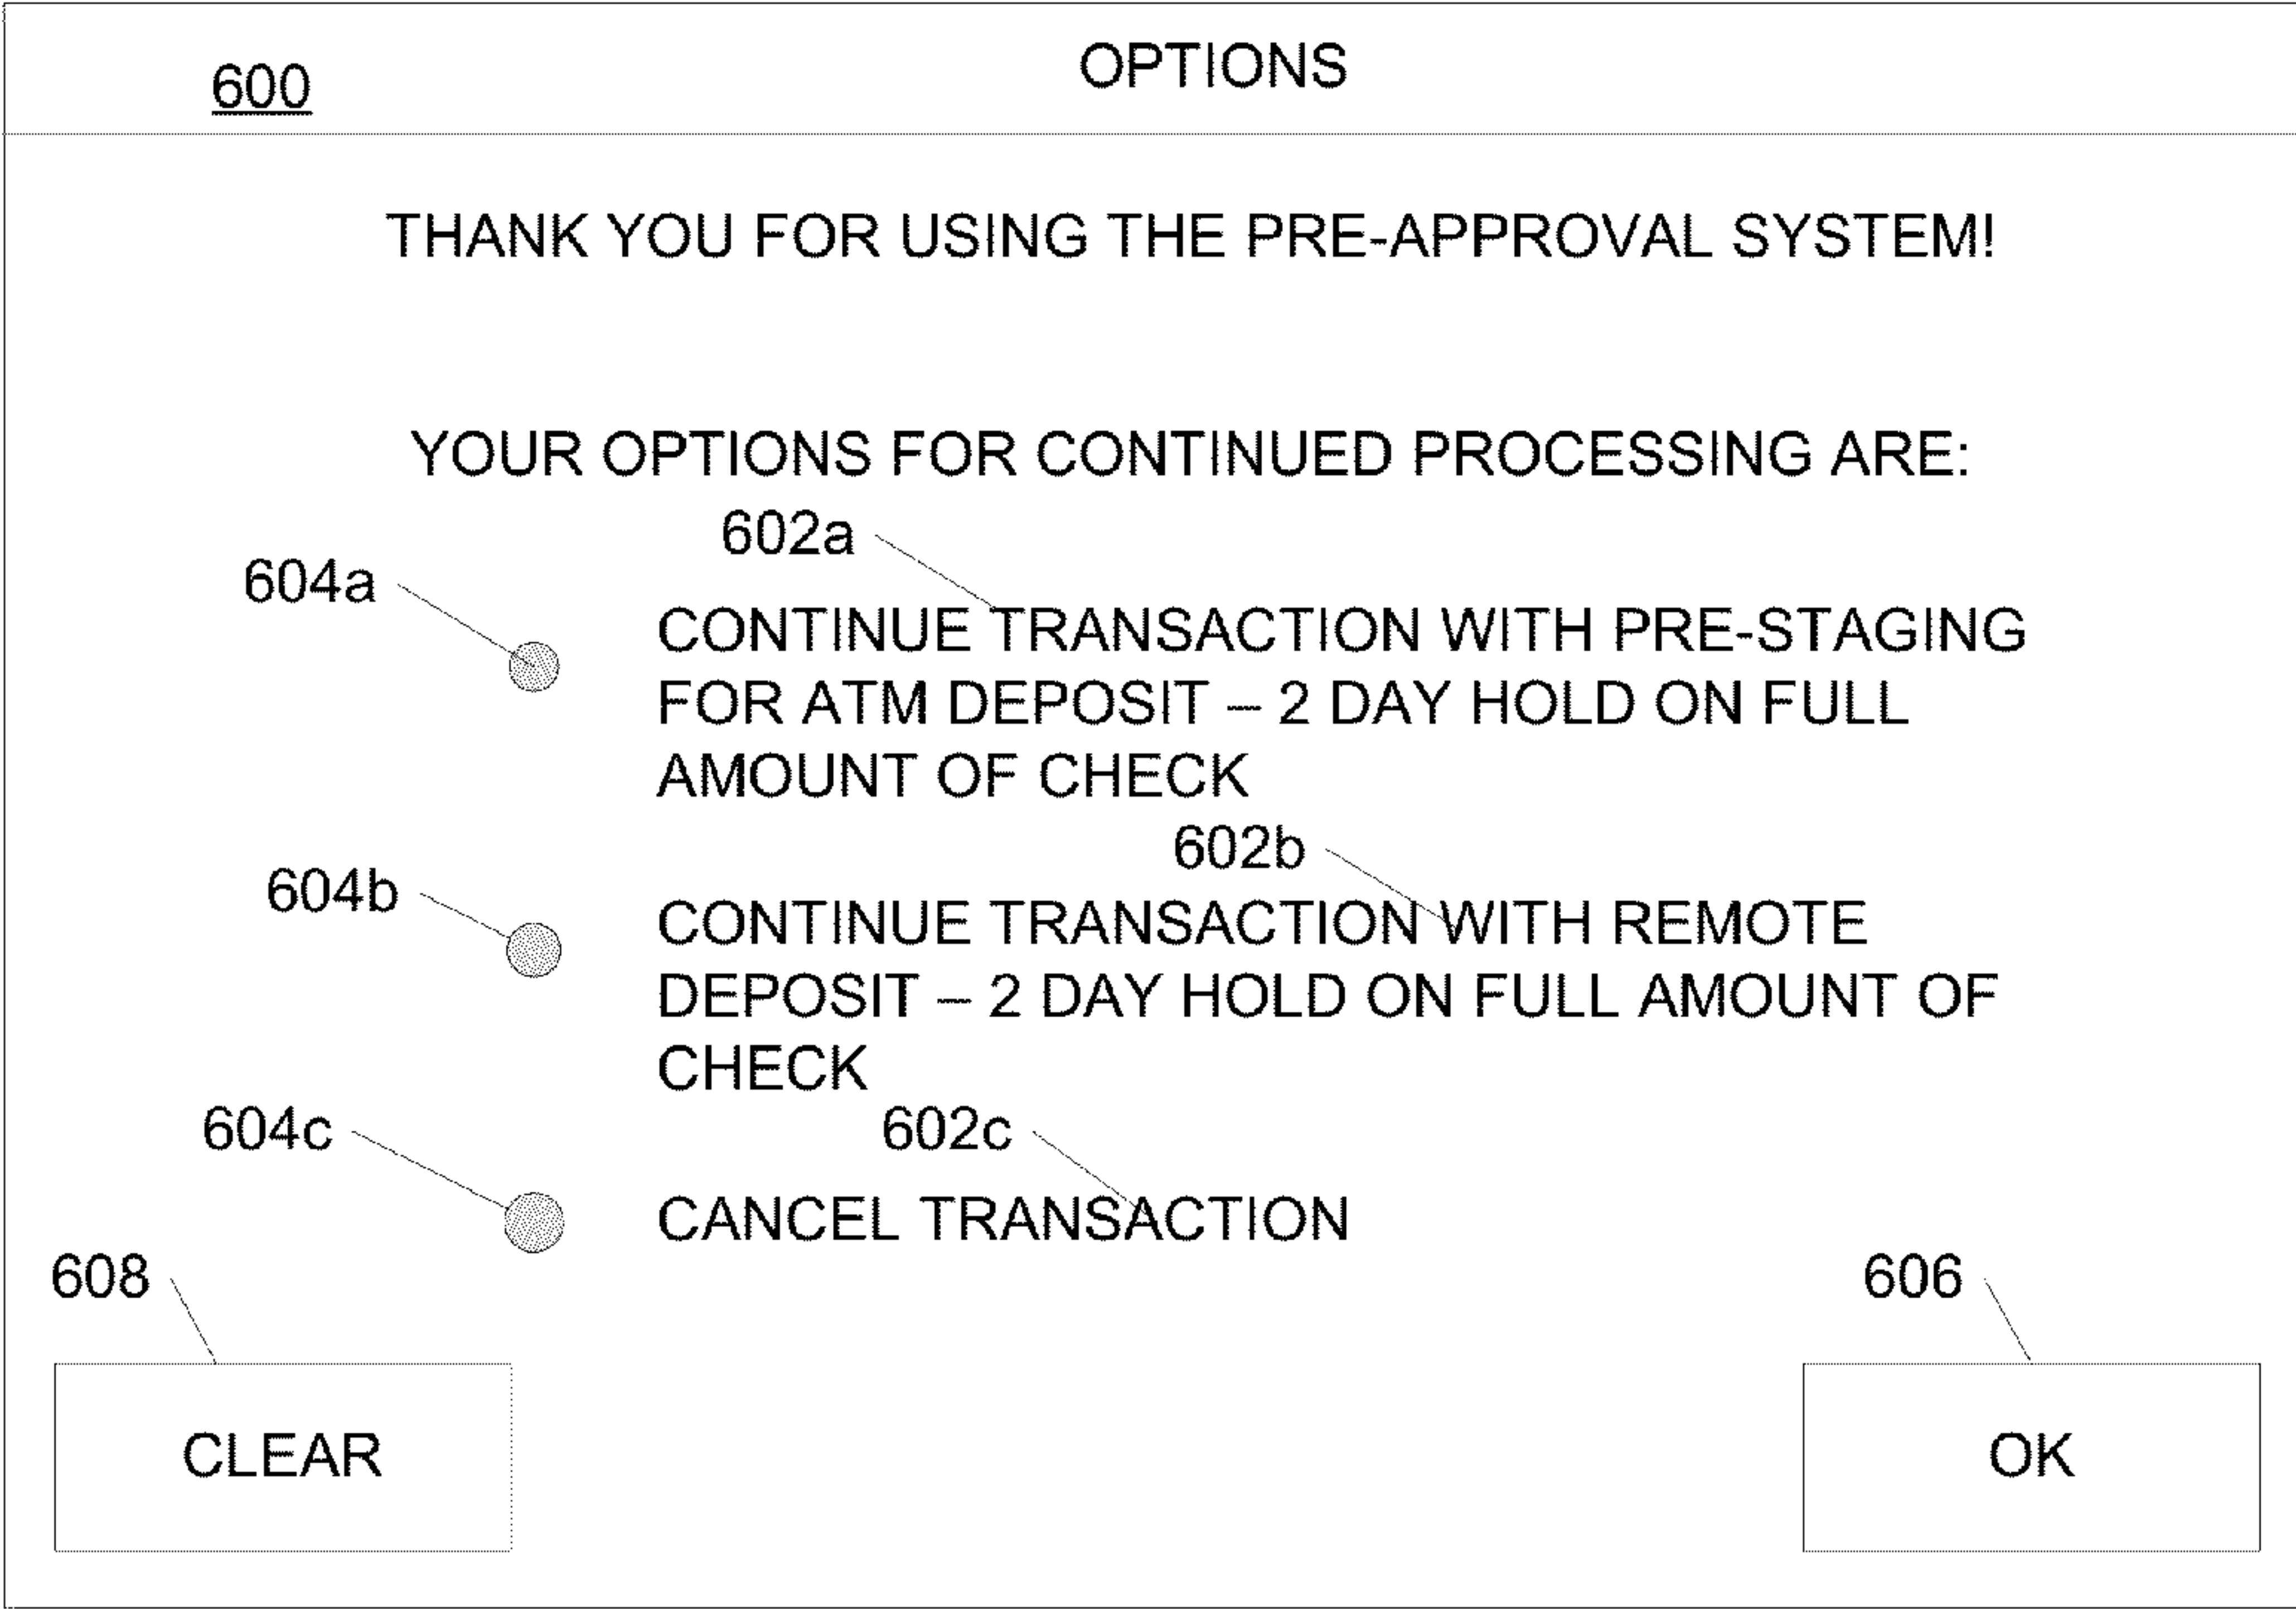 OPTIONS
600
THANK YOU FOR USING THE PRE-APPROVAL SYSTEM!
YOUR OPTIONS FOR CONTINUED PROCESSING ARE:
602a
604a
CONTINUE TRANSACTION WITH PRE-STAGING
FOR ATM DEPOSIT – 2 DAY HOLD ON FULL
AMOUNT OF CHECK
602b
604b
CONTINUE TRANSACTION WITH REMOTE
DEPOSIT – 2 DAY HOLD ON FULL AMOUNT OF
CHECK
604c
602c
CANCEL TRANSACTION
608
606
CLEAR
OK